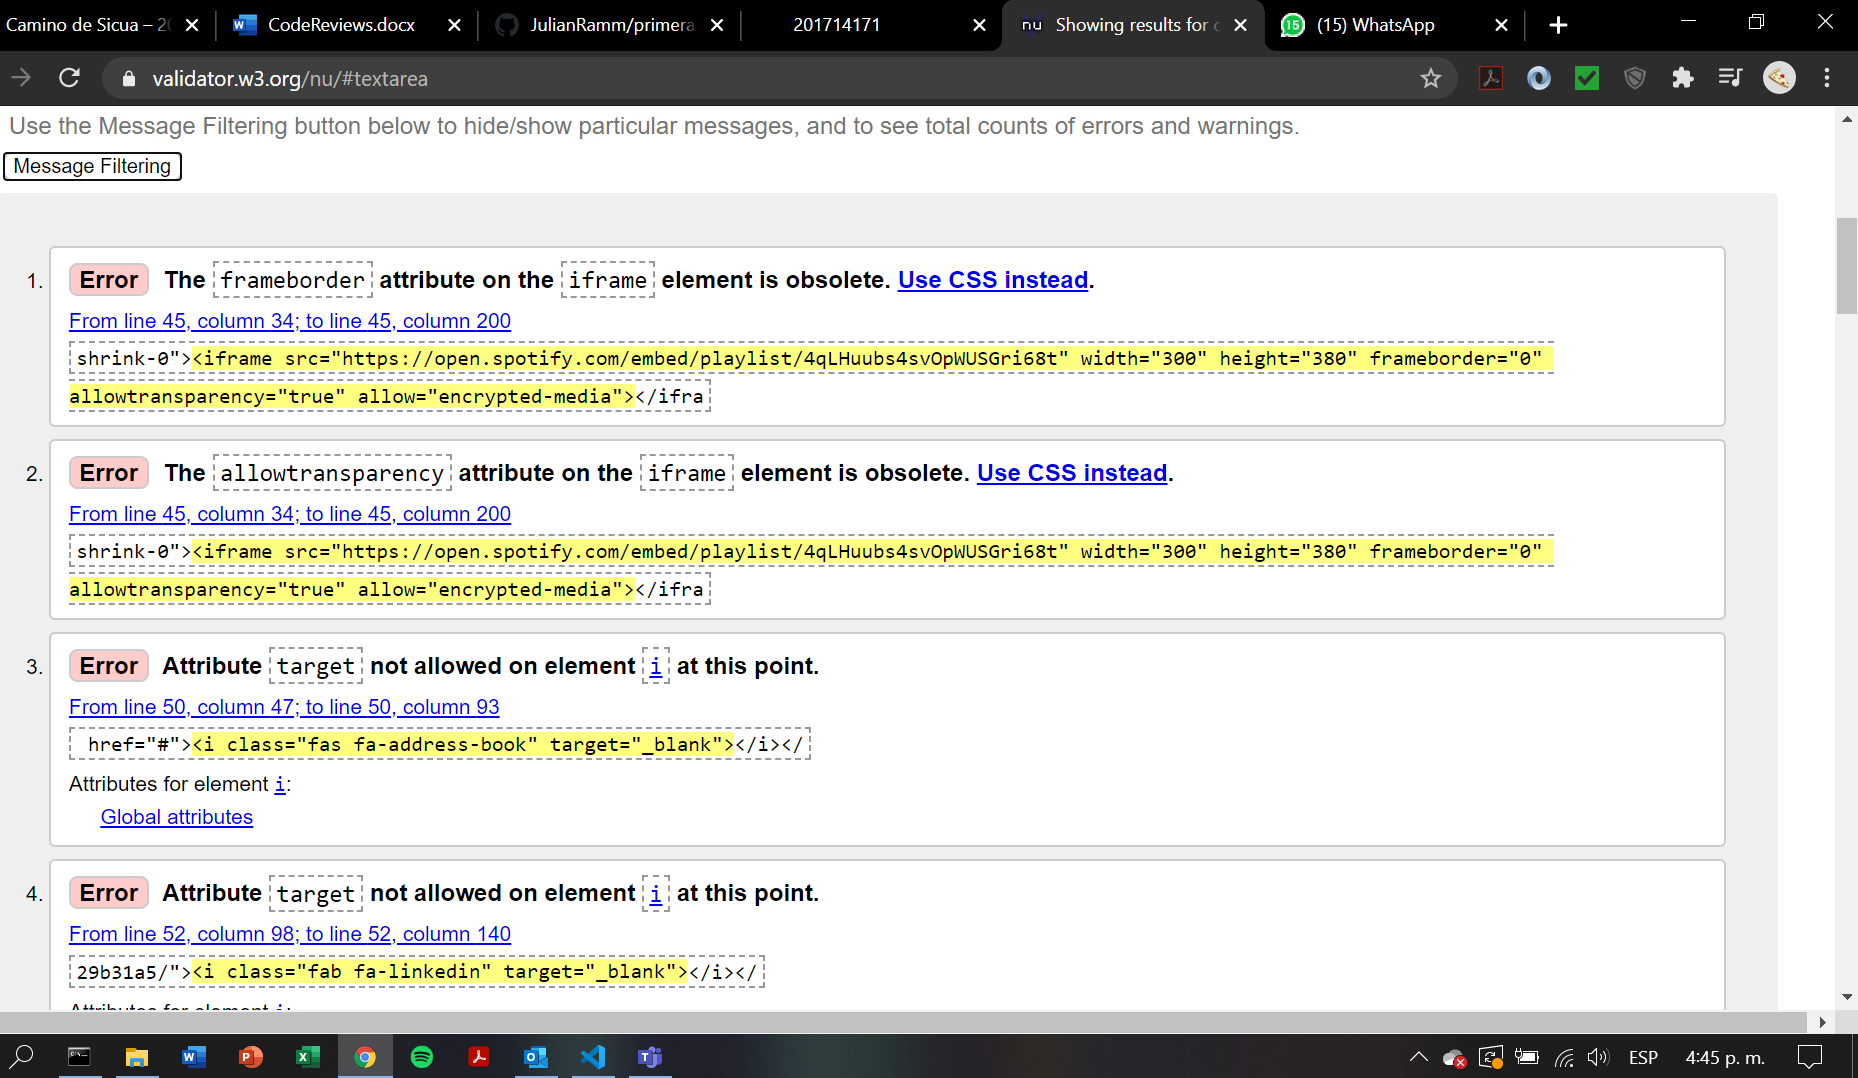 Camino de Sicua – 20
CodeReviews.docx
JulianRamm/primera
201714171
Showing results for c
(15) WhatsApp
validator.w3.org/nu/#textarea
Use the Message Filtering button below to hide/show particular messages, and to see total counts of errors and warnings.
Message Filtering
1. Error The frameborder attribute on the iframe element is obsolete. Use CSS instead.
From line 45, column 34; to line 45, column 200
shrink-0"><iframe src="https://open.spotify.com/embed/playlist/4qLHuubs4svOpWUSGri68t" width="300" height="380" frameborder="0"
allowtransparency="true" allow="encrypted-media"></ifra
2. Error The allowtransparency attribute on the iframe element is obsolete. Use CSS instead.
From line 45, column 34; to line 45, column 200
shrink-0"><iframe src="https://open.spotify.com/embed/playlist/4qLHuubs4svOpWUSGri68t" width="300" height="380" frameborder="0"
allowtransparency="true" allow="encrypted-media"></ifra
3. Error Attribute target not allowed on element i at this point.
From line 50, column 47; to line 50, column 93
href="#"><i class="fas fa-address-book" target="_blank"></i></
Attributes for element i:
Global attributes
4. Error Attribute target not allowed on element i at this point.
From line 52, column 98; to line 52, column 140
29b31a5/"><i class="fab fa-linkedin" target="_blank"></i></
Attributes for element i:
ESP
4:45 p. m.